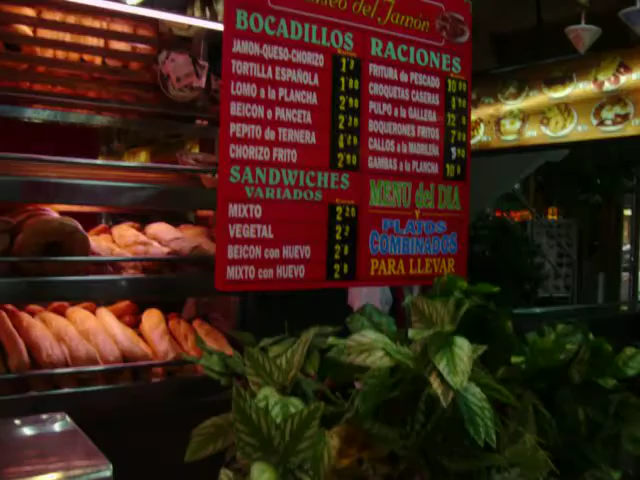 del Jamón
BOCADILLOS
JAMON-QUESO-CHORIZO
TORTILLA ESPAÑOLA
LOMO a la PLANCHA
BEICON o PANCETA
PEPITO de TERNERA
CHORIZO FRITO
SANDWICHES
VARIADOS
MIXTO 2 20
VEGETAL
BEICON con HUEVO
MIXTO con HUEVO
RACIONES
FRITURA de PESCADO
CROQUETAS CASERAS
PULPO a la GALLEGA
BOQUERONES FRITOS
CALLOS a la MADRILEÑA
GAMBAS a la PLANCHA
MENU del DIA
Y
PLATOS
COMBINADOS
PARA LLEVAR